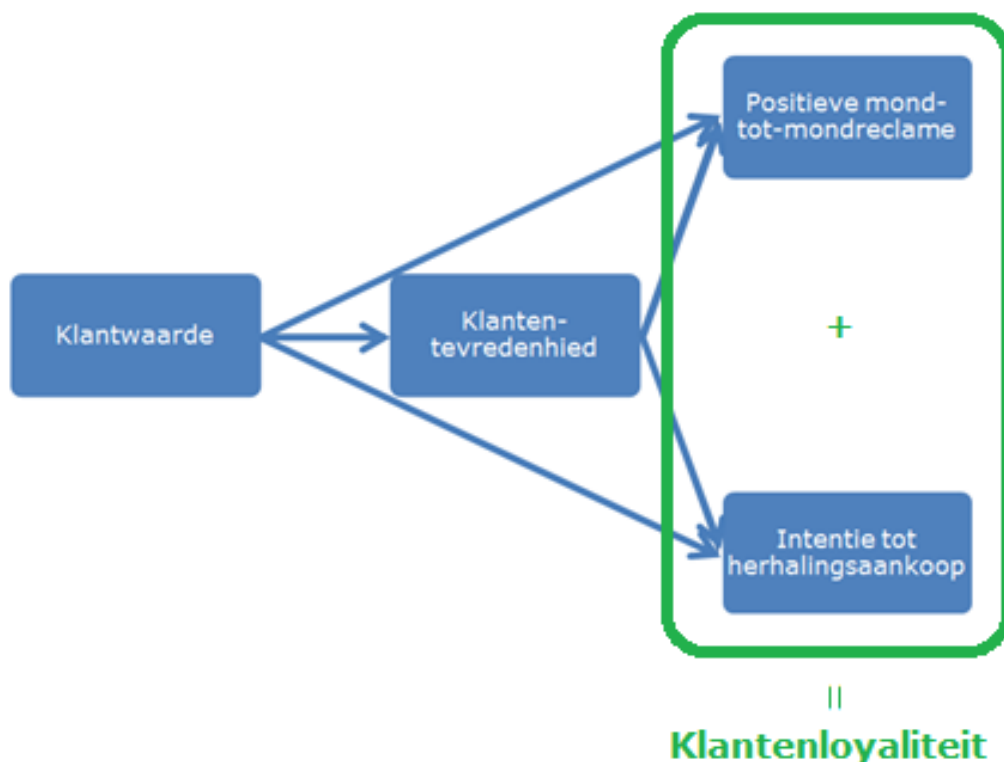 Positieve mond-
tot-mondreclame
Klantwaarde
Klanten-
tevredenhied
+
Intentie tot
herhalingsaankoop
=
Klantenloyaliteit